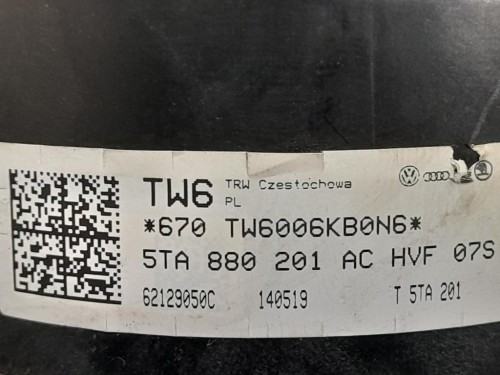 TW6 TRW Czestochowa
PL
*670 TW6006KB0N6*
5TA 880 201 AC HVF 07S
62129050C 140519 T 5TA 201